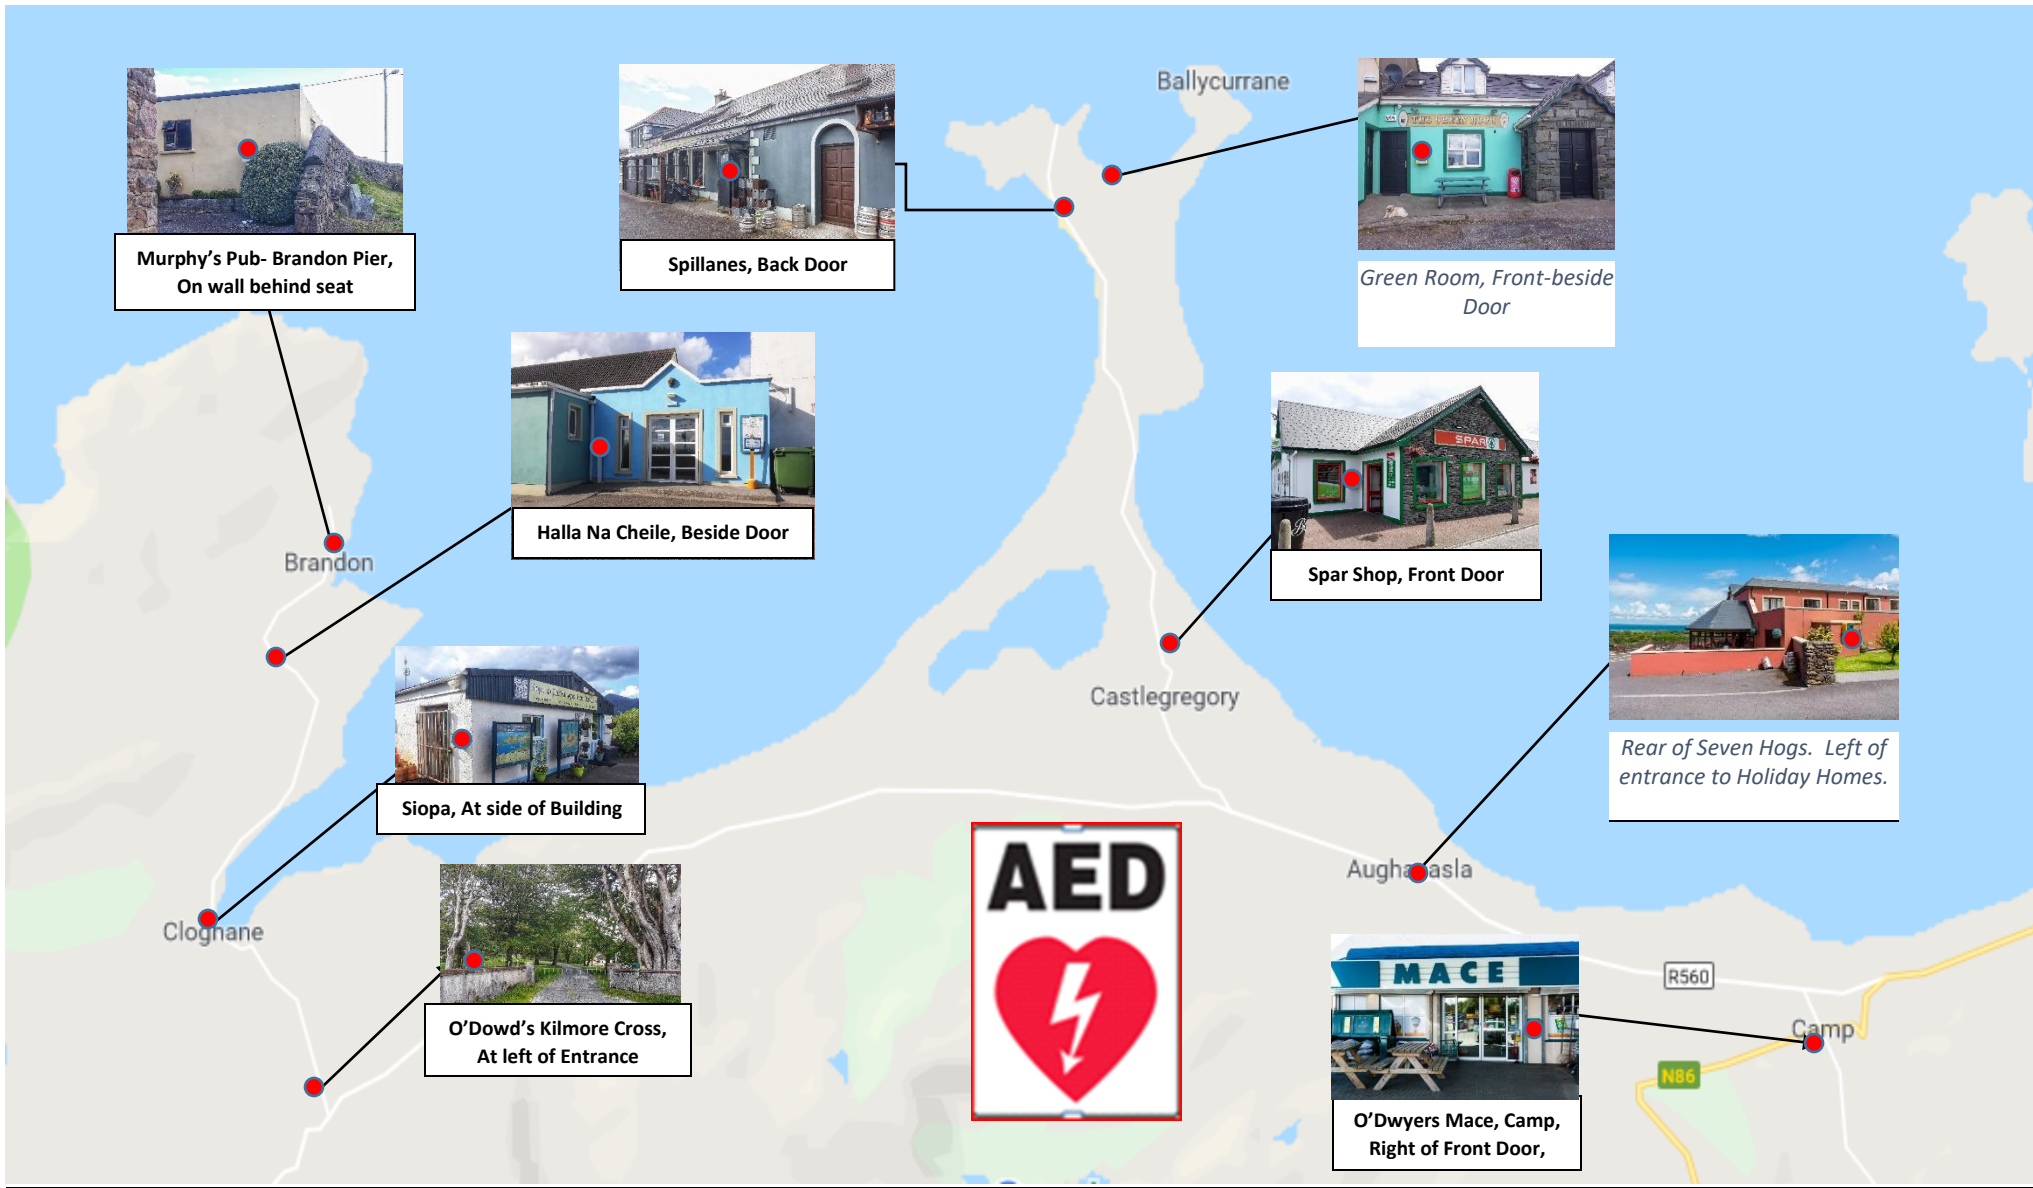 Ballycurrane
Murphy’s Pub- Brandon Pier,
On wall behind seat
Spillanes, Back Door
Green Room, Front-beside
Door
Halla Na Cheile, Beside Door
SPAR
Spar Shop, Front Door
Brandon
Castlegregory
Rear of Seven Hogs. Left of
entrance to Holiday Homes.
Siopa, At side of Building
AED
Cloghane
O’Dowd’s Kilmore Cross,
At left of Entrance
MACE
R560
Camp
N86
O’Dwyers Mace, Camp,
Right of Front Door,